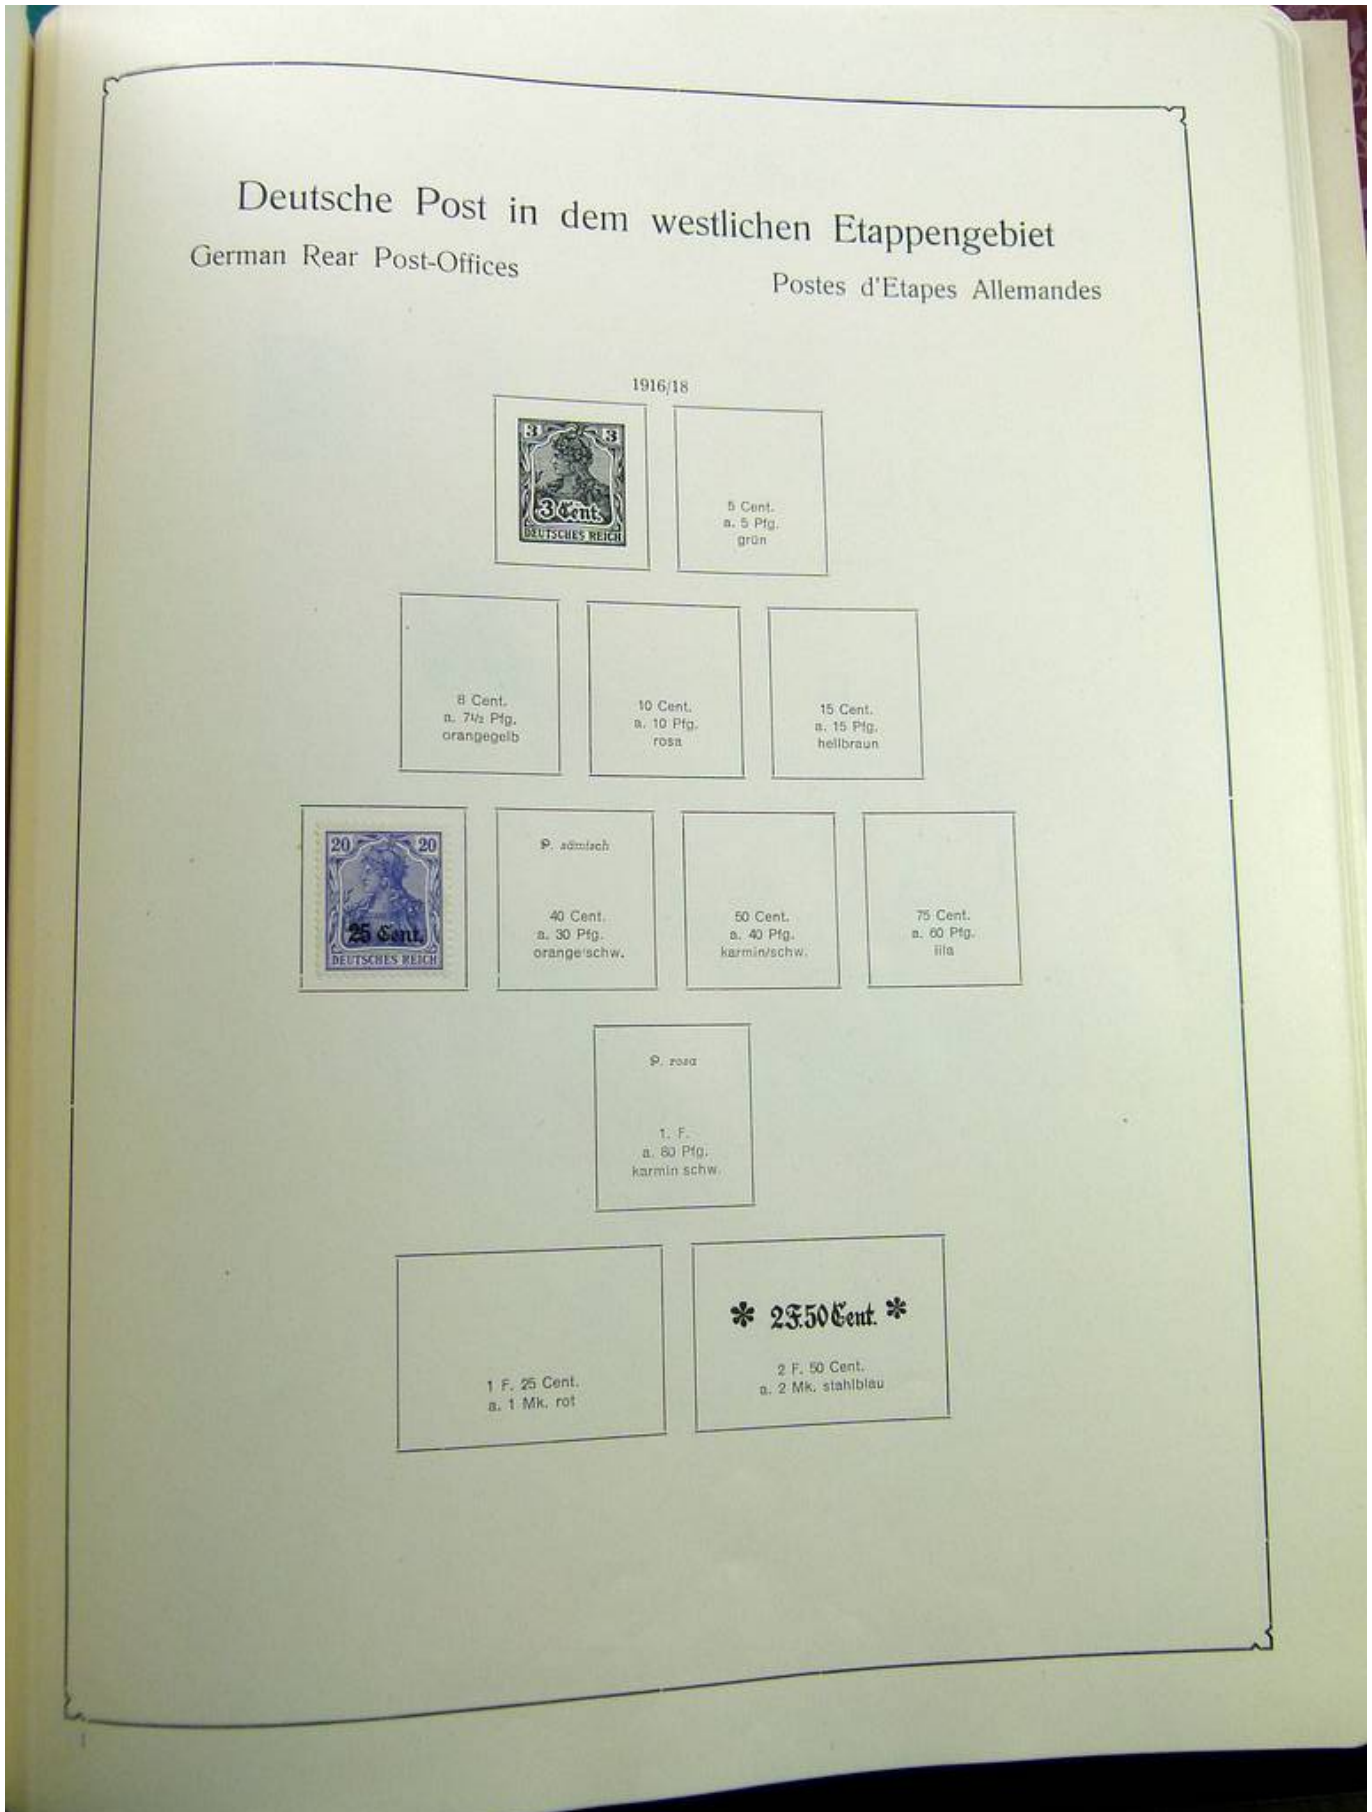 Deutsche Post in dem westlichen Etappengebiet
German Rear Post-Offices
Postes d'Etapes Allemandes
1916/18
3 3
3 Cent.
DEUTSCHES REICH
5 Cent.
a. 5 Pfg.
grün
8 Cent.
a. 7½ Pfg.
orangegelb
10 Cent.
a. 10 Pfg.
rosa
15 Cent.
a. 15 Pfg.
hellbraun
20 20
25 Cent.
DEUTSCHES REICH
P. sämisch
40 Cent.
a. 30 Pfg.
orange/schw.
50 Cent.
a. 40 Pfg.
karmin/schw.
75 Cent.
a. 60 Pfg.
lila
P. rosa
1. F.
a. 80 Pfg.
karmin schw.
1 F. 25 Cent.
a. 1 Mk. rot
* 2F.50Cent. *
2 F. 50 Cent.
a. 2 Mk. stahlblau